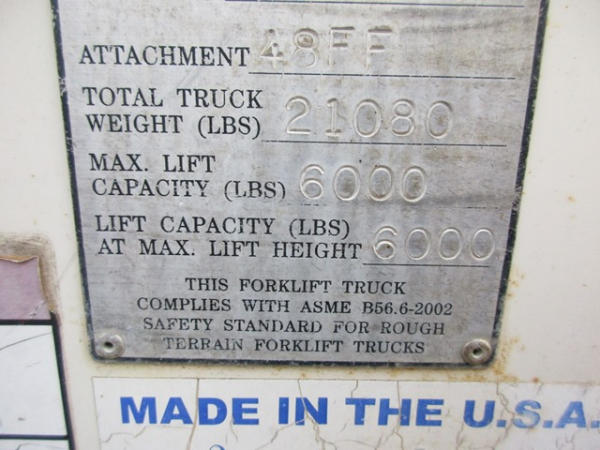 ATTACHMENT 48FF
TOTAL TRUCK
WEIGHT (LBS) 21080
MAX. LIFT
CAPACITY (LBS) 6000
LIFT CAPACITY (LBS)
AT MAX. LIFT HEIGHT 6000
THIS FORKLIFT TRUCK
COMPLIES WITH ASME B56.6-2002
SAFETY STANDARD FOR ROUGH
TERRAIN FORKLIFT TRUCKS
MADE IN THE U.S.A.